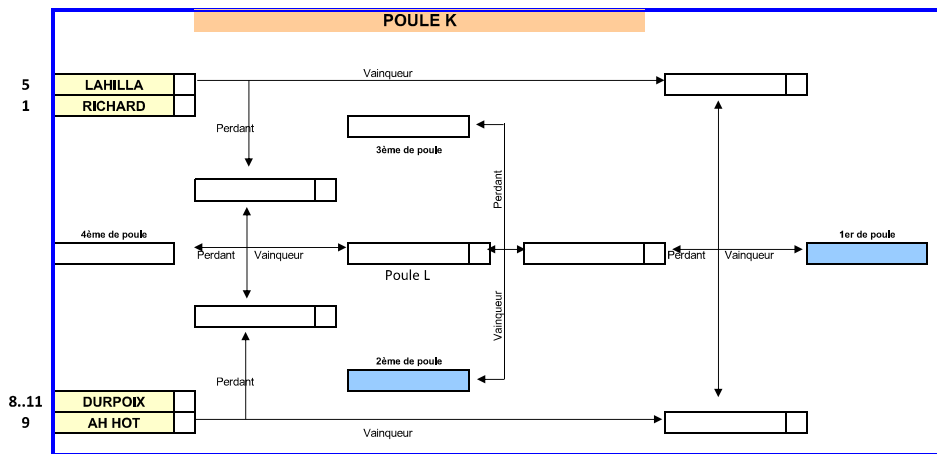 POULE K
Vainqueur
5 LAHILLA
1 RICHARD
Perdant
3ème de poule
Perdant
4ème de poule
1er de poule
Perdant Vainqueur
Perdant Vainqueur
Poule L
Vainqueur
2ème de poule
Perdant
8..11 DURPOIX
9 AH HOT
Vainqueur